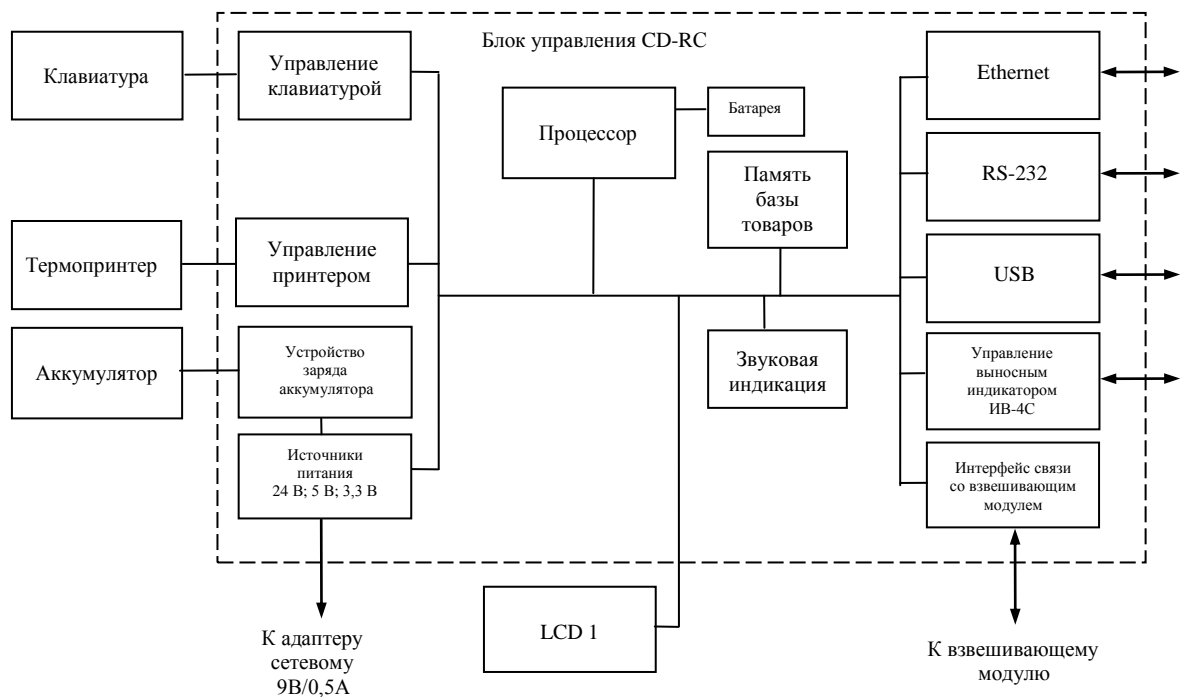 Блок управления CD-RC
Клавиатура
Управление
клавиатурой
Процессор
Батарея
Ethernet
Память
базы
товаров
RS-232
Термопринтер
Управление
принтером
USB
Аккумулятор
Устройство
заряда
аккумулятора
Звуковая
индикация
Управление
выносным
индикатором
ИВ-4С
Источники
питания
24 В; 5 В; 3,3 В
Интерфейс связи
со взвешивающим
модулем
LCD 1
К адаптеру
сетевому
9В/0,5А
К взвешивающему
модулю